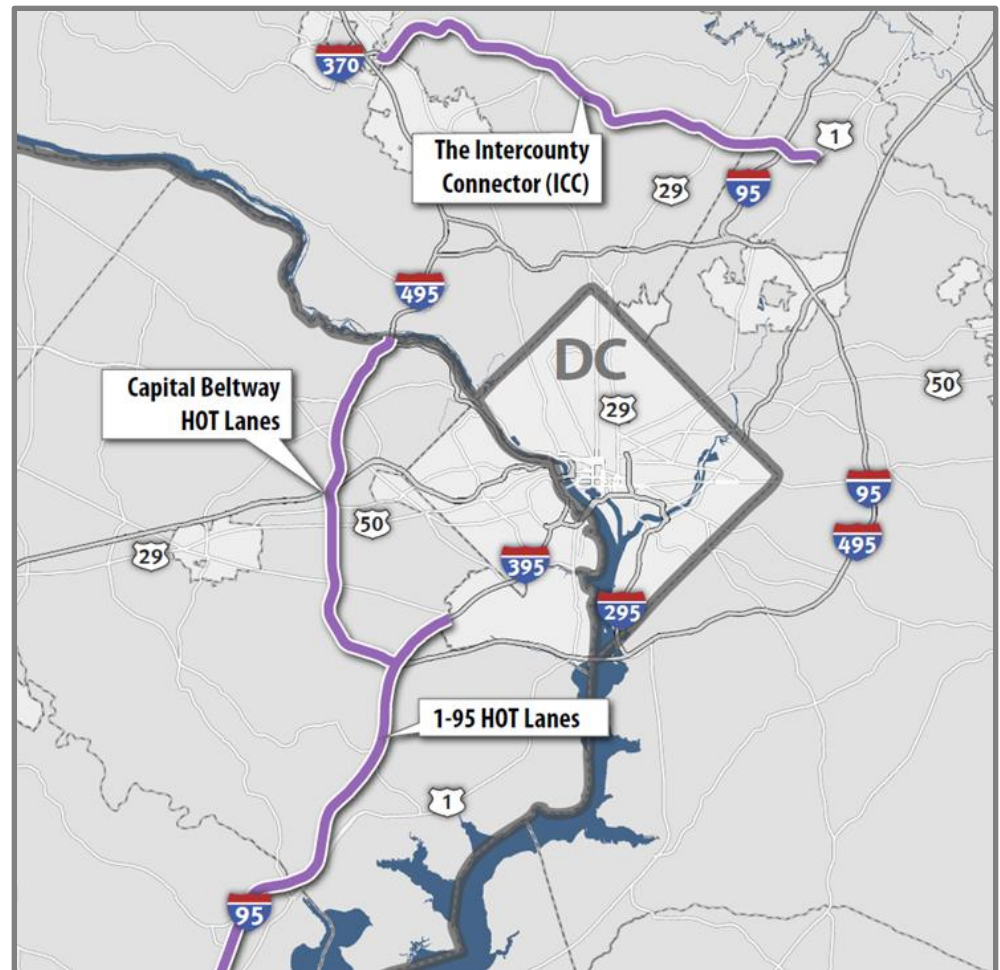 370
1
The Intercounty
Connector (ICC)
29
95
495
DC
Capital Beltway
HOT Lanes
50
29
95
50
29
495
395
295
1-95 HOT Lanes
1
95